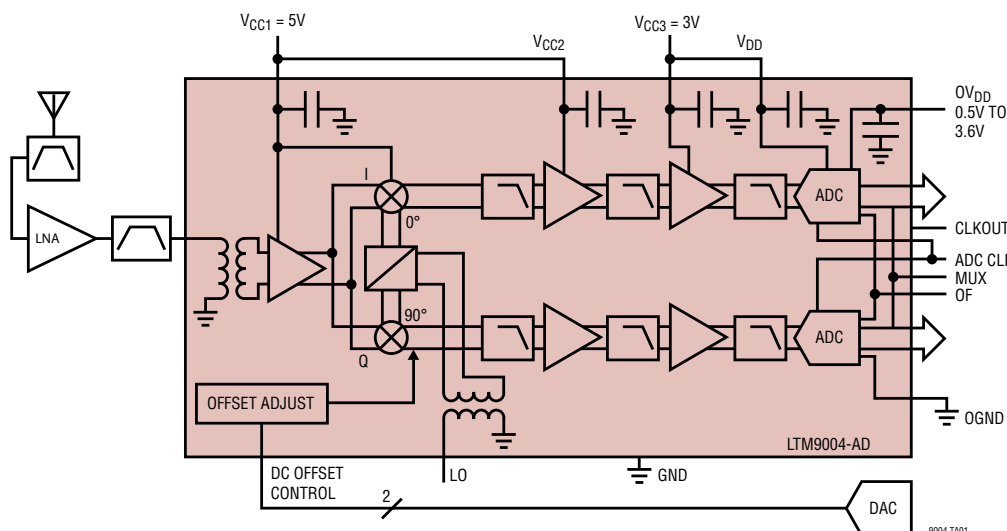 VCC1 = 5V
VCC2
VCC3 = 3V
VDD
OVDD
0.5V TO
3.6V
LNA
I
0°
ADC
CLKOUT
ADC CL
MUX
OF
90°
Q
ADC
OFFSET ADJUST
OGND
LTM9004-AD
DC OFFSET
CONTROL
LO
GND
2
DAC
9004 TA01